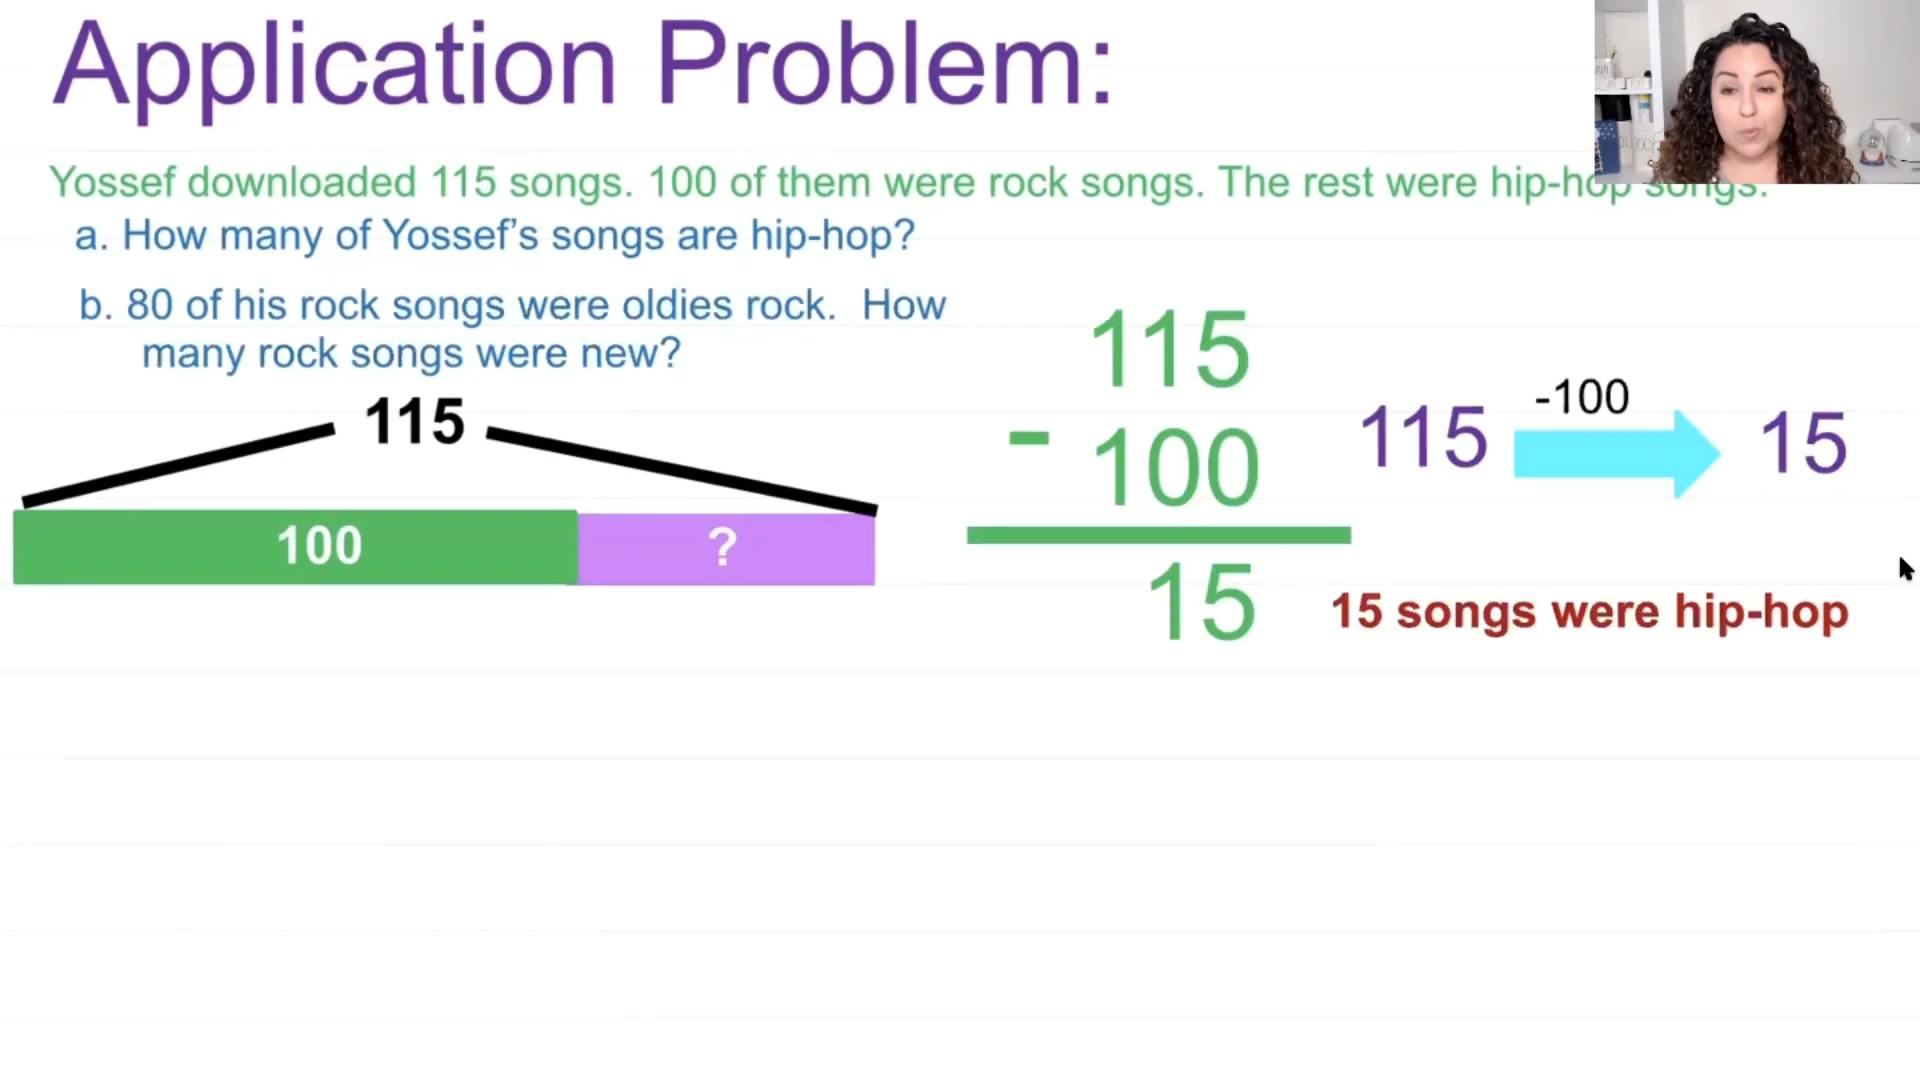 Application Problem:
Yossef downloaded 115 songs. 100 of them were rock songs. The rest were hip-hop songs.
a. How many of Yossef’s songs are hip-hop?
b. 80 of his rock songs were oldies rock. How
many rock songs were new?
115
100 ?
115
- 100
15
115 -100 15
15 songs were hip-hop